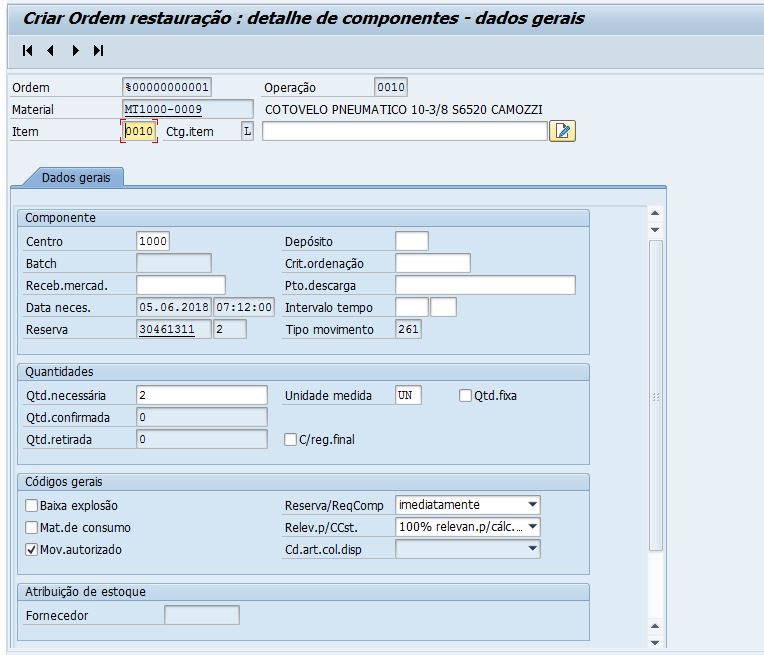 Criar Ordem restauração : detalhe de componentes - dados gerais
Ordem %00000000001 Operação 0010
Material MT1000-0009 COTOVELO PNEUMATICO 10-3/8 S6520 CAMOZZI
Item 0010 Ctg.item L
Dados gerais
Componente
Centro 1000 Depósito
Batch Crit.ordenação
Receb.mercad. Pto.descarga
Data neces. 05.06.2018 07:12:00 Intervalo tempo
Reserva 30461311 2 Tipo movimento 261
Quantidades
Qtd.necessária 2 Unidade medida UN Qtd.fixa
Qtd.confirmada 0
Qtd.retirada 0 C/reg.final
Códigos gerais
Baixa explosão Reserva/ReqComp imediatamente
Mat.de consumo Relev.p/CCst. 100% relevan.p/cálc....
Mov.autorizado Cd.art.col.disp
Atribuição de estoque
Fornecedor